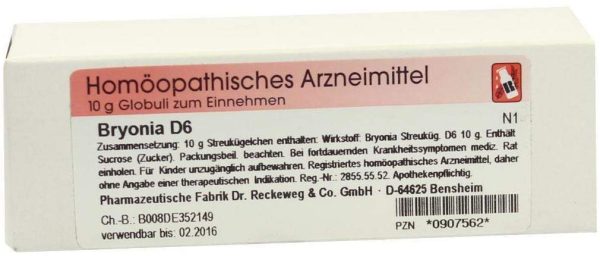 Homöopathisches Arzneimittel
10 g Globuli zum Einnehmen
Bryonia D6
N1
Zusammensetzung: 10 g Streukügelchen enthalten: Wirkstoff: Bryonia Streuküg. D6 10 g. Enthält
Sucrose (Zucker). Packungsbeil. beachten. Bei fortdauernden Krankheitssymptomen mediz. Rat
einholen. Für Kinder unzugänglich aufbewahren. Registriertes homöopathisches Arzneimittel, daher
ohne Angabe einer therapeutischen Indikation. Reg.-Nr.: 2855.55.52. Apothekenpflichtig.
Pharmazeutische Fabrik Dr. Reckeweg & Co. GmbH · D-64625 Bensheim
Ch.-B.: B008DE352149
verwendbar bis: 02.2016
PZN *0907562*